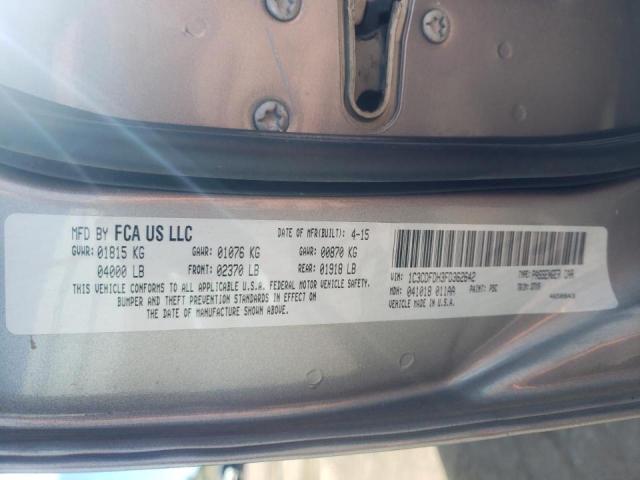 MFD BY FCA US LLC DATE OF MFR(BUILT) 4-15
GVWR: 01815 KG GAWR: 01076 KG GAWR: 00870 KG
04000 LB FRONT: 02370 LB REAR: 01918 LB
THIS VEHICLE CONFORMS TO ALL APPLICABLE U.S.A. FEDERAL MOTOR VEHICLE SAFETY,
BUMPER AND THEFT PREVENTION STANDARDS IN EFFECT ON THE DATE OF
MANUFACTURE SHOWN ABOVE.
VIN: 1C3CDFDH3FD362642 TYPE: PASSENGER CAR
MDH: 041018 011AA PAINT: PSC TRIM:
VEHICLE MADE IN U.S.A.